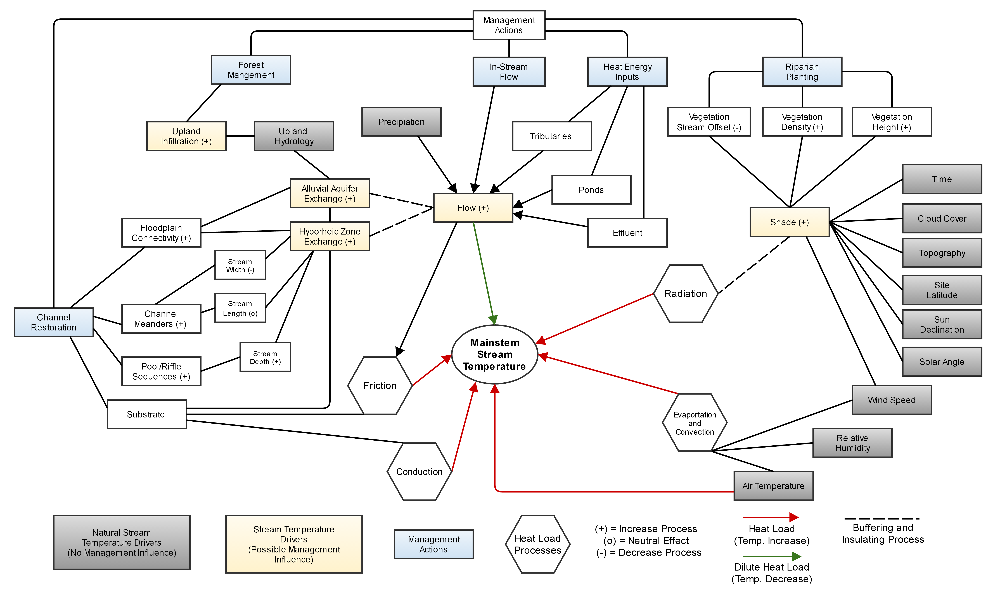 Management
Actions
Forest
Mangement
In-Stream
Flow
Heat Energy
Inputs
Riparian
Planting
Precipiation
Upland
Infiltration (+)
Upland
Hydrology
Tributaries
Vegetation
Stream Offset (-)
Vegetation
Density (+)
Vegetation
Height (+)
Time
Alluvial Aquifer
Exchange (+)
Ponds
Flow (+)
Cloud Cover
Shade (+)
Floodplain
Connectivity (+)
Hyporheic Zone
Exchange (+)
Effluent
Topography
Stream
Width (-)
Site
Latitude
Radiation
Stream
Length (o)
Channel
Restoration
Channel
Meanders (+)
Sun
Declination
Mainstem
Stream
Temperature
Stream
Depth (+)
Solar Angle
Pool/Riffle
Sequences (+)
Friction
Wind Speed
Substrate
Evaportation
and
Convection
Relative
Humidity
Conduction
Air Temperature
Natural Stream
Temperature Drivers
(No Management Influence)
Stream Temperature
Drivers
(Possible Management
Influence)
Management
Actions
Heat Load
Processes
(+) = Increase Process
(o) = Neutral Effect
(-) = Decrease Process
Heat Load
(Temp. Increase)
Dilute Heat Load
(Temp. Decrease)
Buffering and
Insulating Process